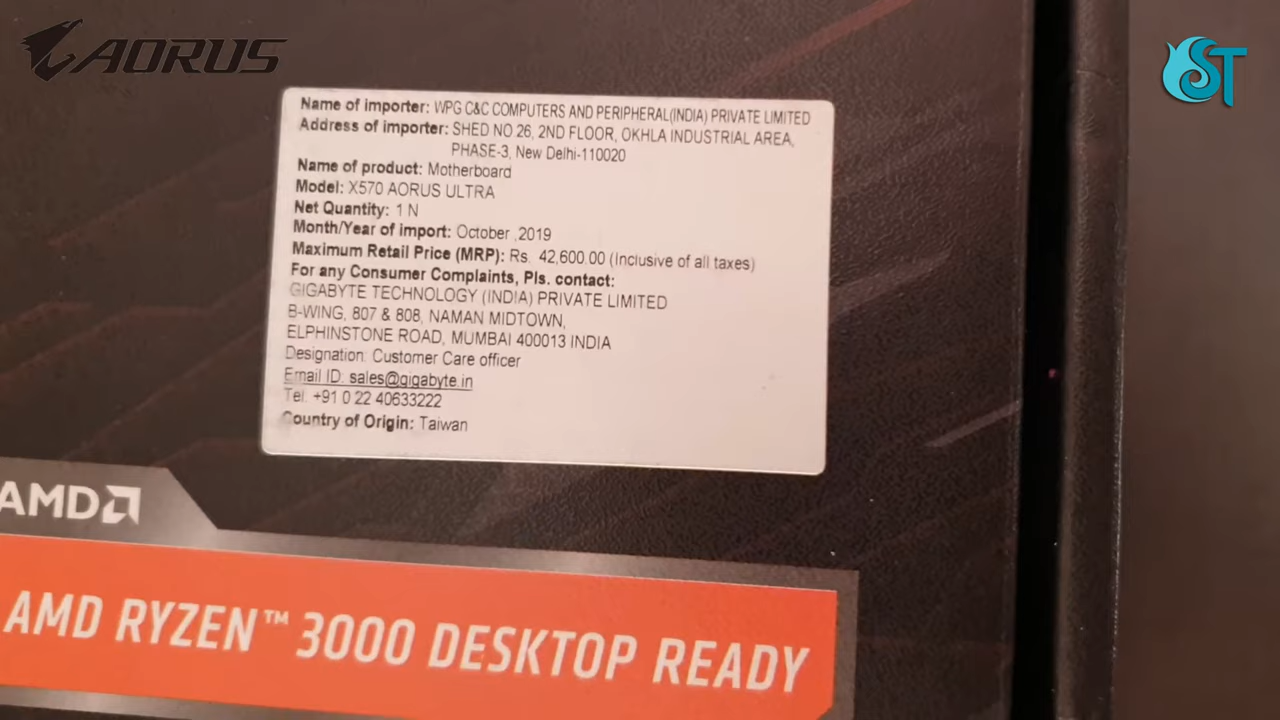 AORUS
ST
Name of importer: WPG C&C COMPUTERS AND PERIPHERAL(INDIA) PRIVATE LIMITED
Address of importer: SHED NO 26, 2ND FLOOR, OKHLA INDUSTRIAL AREA,
PHASE-3, New Delhi-110020
Name of product: Motherboard
Model: X570 AORUS ULTRA
Net Quantity: 1 N
Month/Year of import: October ,2019
Maximum Retail Price (MRP): Rs. 42,600.00 (Inclusive of all taxes)
For any Consumer Complaints, Pls. contact:
GIGABYTE TECHNOLOGY (INDIA) PRIVATE LIMITED
B-WING, 807 & 808, NAMAN MIDTOWN,
ELPHINSTONE ROAD, MUMBAI 400013 INDIA
Designation: Customer Care officer
Email ID: sales@gigabyte.in
Tel. +91 0 22 40633222
Country of Origin: Taiwan
AMD
AMD RYZEN™ 3000 DESKTOP READY